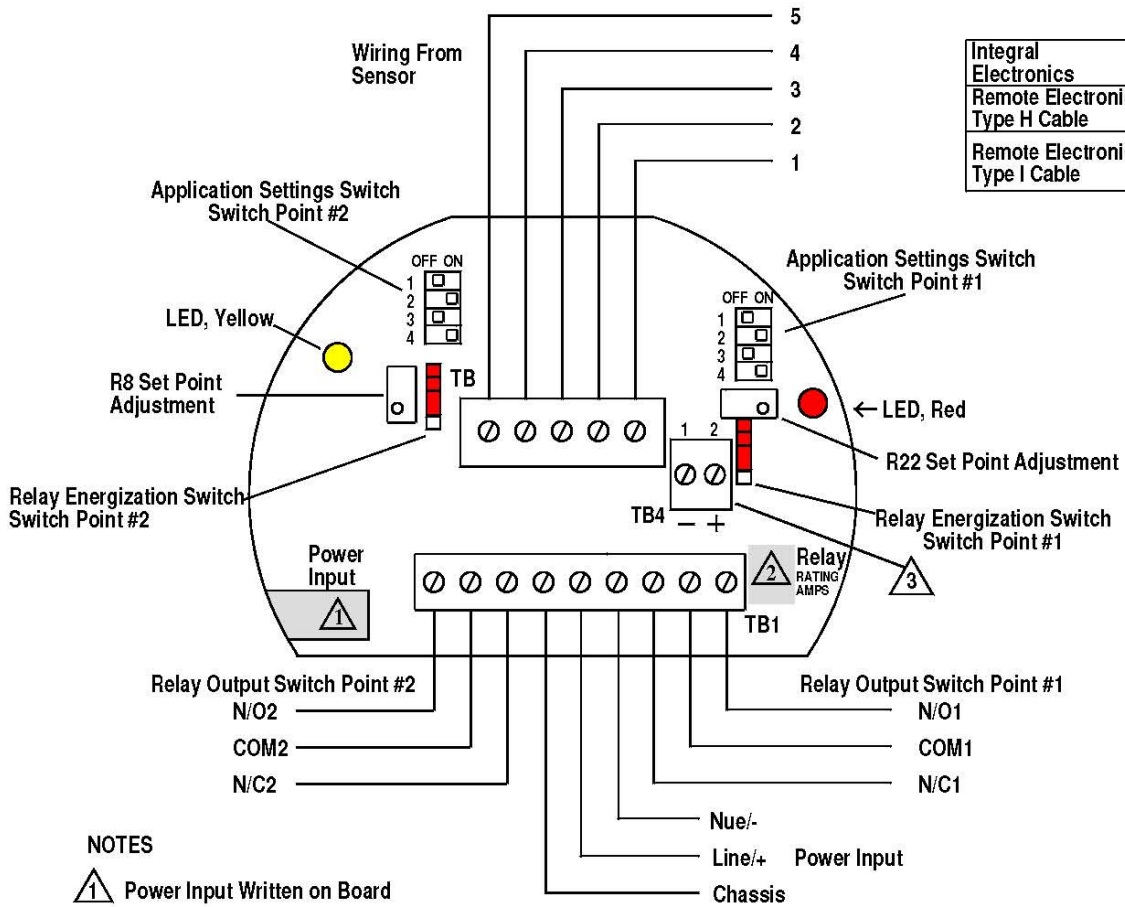 5
Wiring From
Sensor
4
3
2
1
Integral
Electronics
Remote Electroni
Type H Cable
Remote Electroni
Type I Cable
Application Settings Switch
Switch Point #2
OFF ON
1
2
3
4
Application Settings Switch
Switch Point #1
OFF ON
1
2
3
4
LED, Yellow
R8 Set Point
Adjustment
TB
LED, Red
1 2
R22 Set Point Adjustment
Relay Energization Switch
Switch Point #2
TB4
- +
Relay Energization Switch
Switch Point #1
Power
Input
1
2
Relay
RATING
AMPS
3
TB1
Relay Output Switch Point #2
N/O2
COM2
N/C2
Relay Output Switch Point #1
N/O1
COM1
N/C1
Nue/-
Line/+ Power Input
Chassis
NOTES
1 Power Input Written on Board